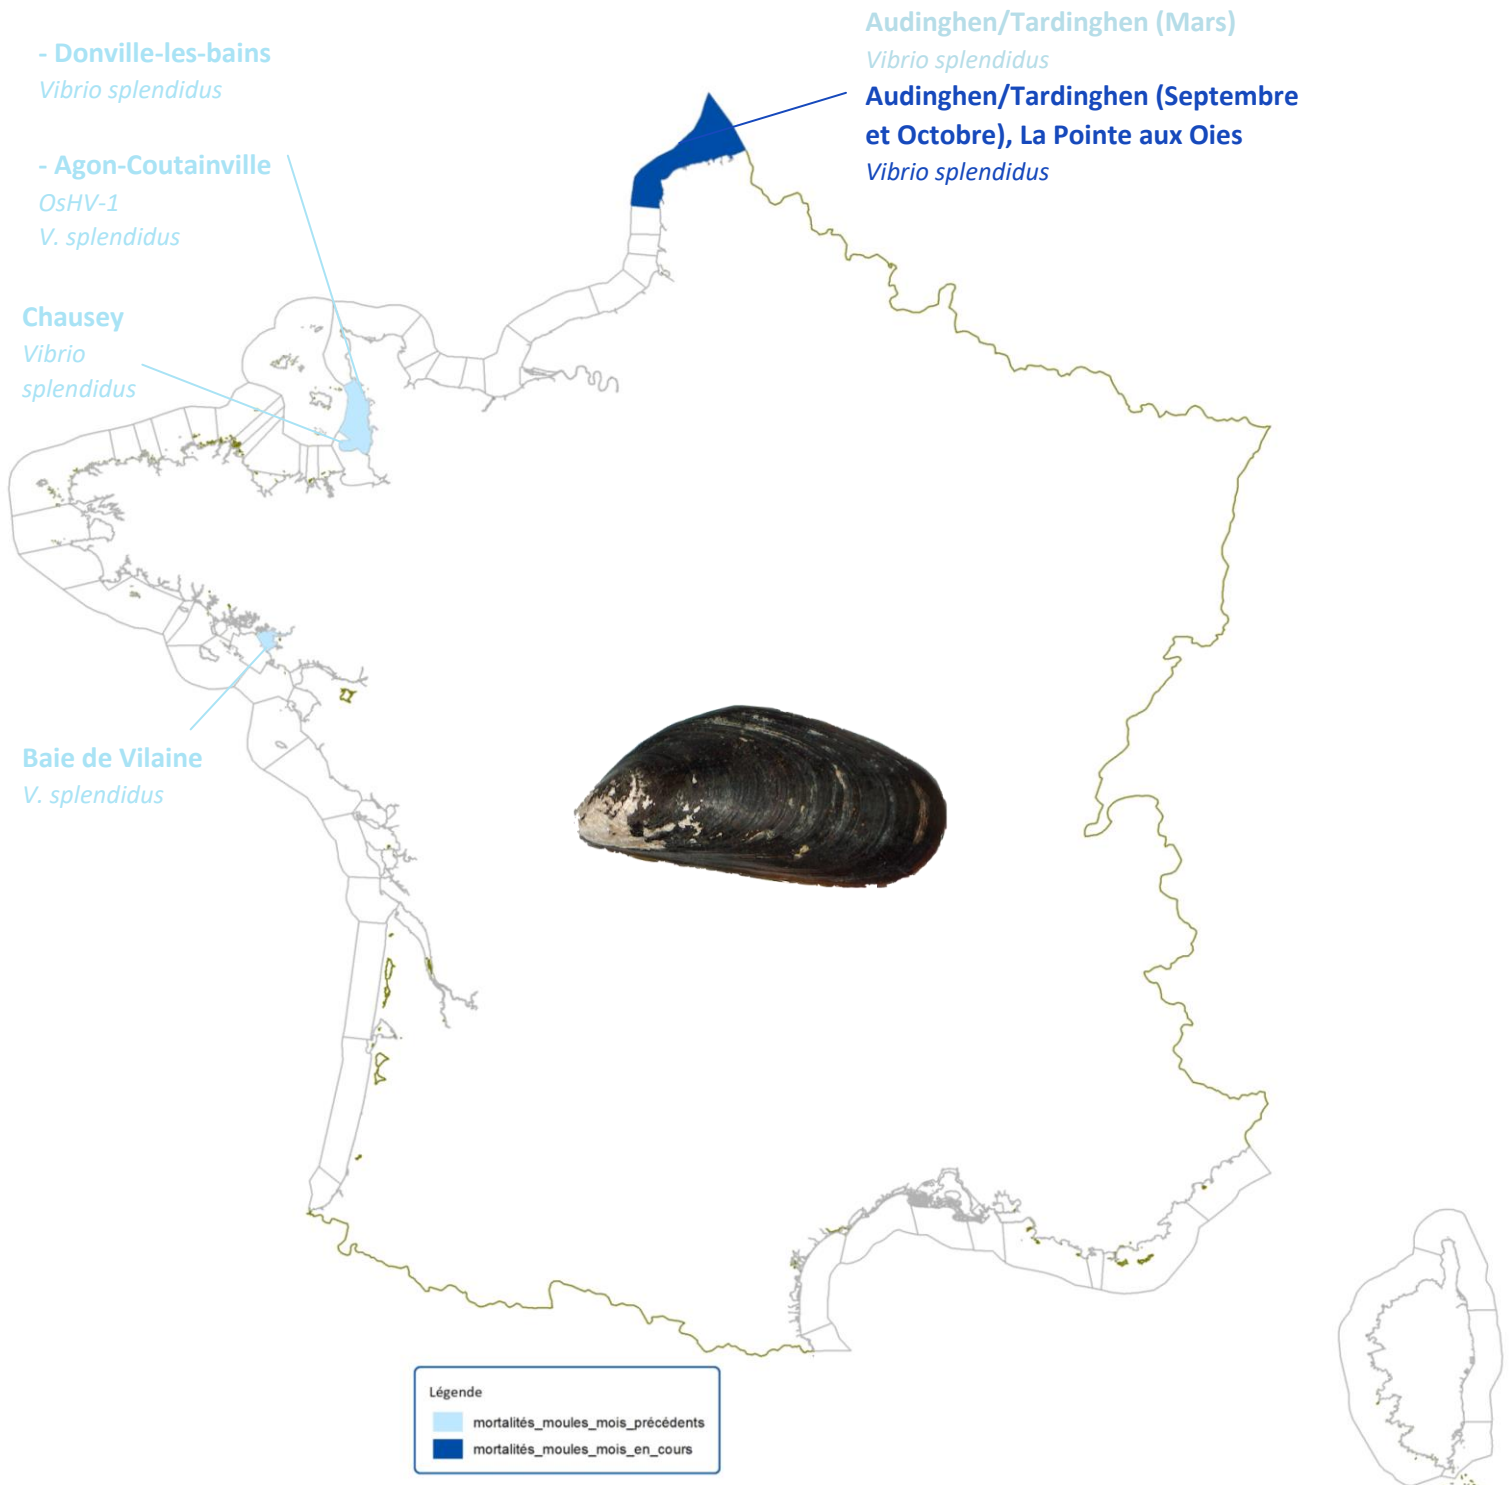 - Donville-les-bains
Vibrio splendidus
- Agon-Coutainville
OsHV-1
V. splendidus
Chausey
Vibrio
splendidus
Baie de Vilaine
V. splendidus
Audinghen/Tardinghen (Mars)
Vibrio splendidus
Audinghen/Tardinghen (Septembre
et Octobre), La Pointe aux Oies
Vibrio splendidus
Légende
mortalités_moules_mois_précédents
mortalités_moules_mois_en_cours